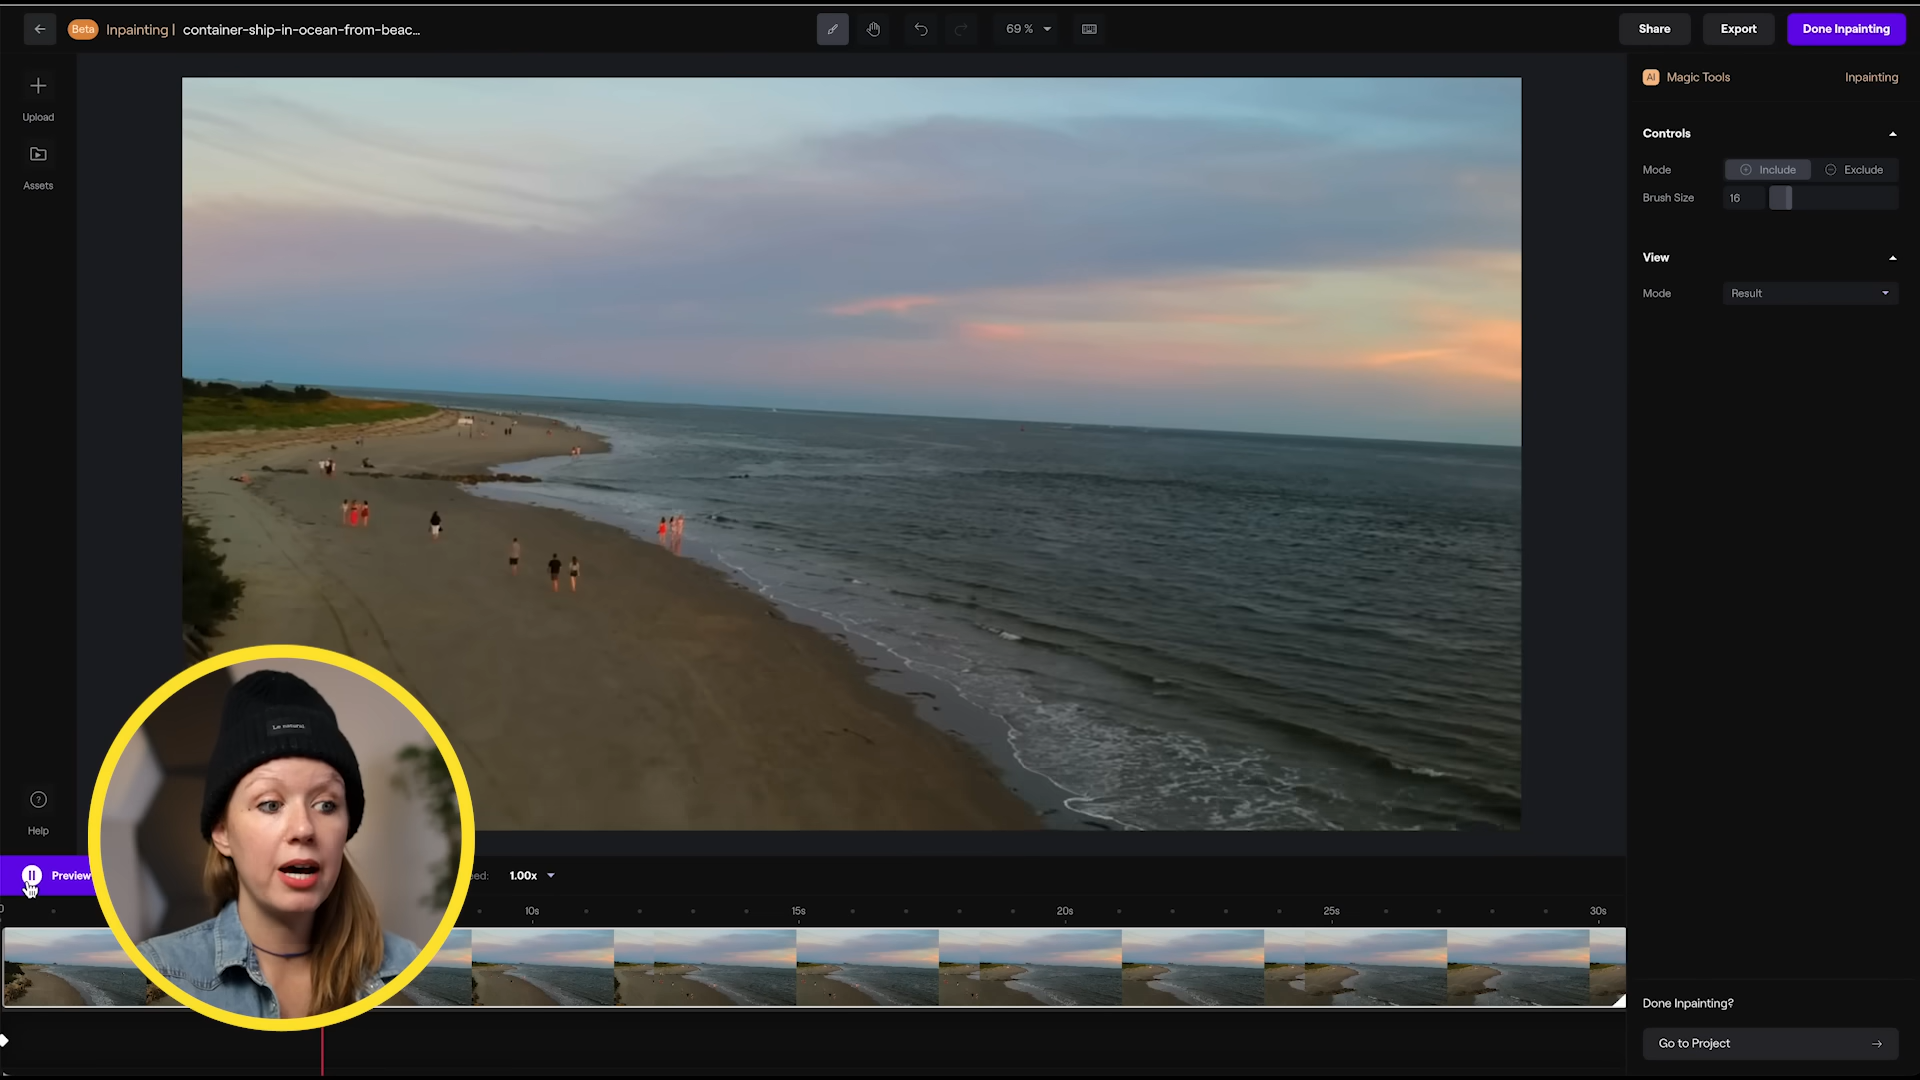 Beta Inpainting | container-ship-in-ocean-from-beac...
69 %
Share
Export
Done Inpainting
Upload
Assets
AI Magic Tools
Inpainting
Controls
Mode
Include
Exclude
Brush Size
16
View
Mode
Result
Help
Preview
eed:
1.00x
10s
15s
20s
25s
30s
Done Inpainting?
Go to Project